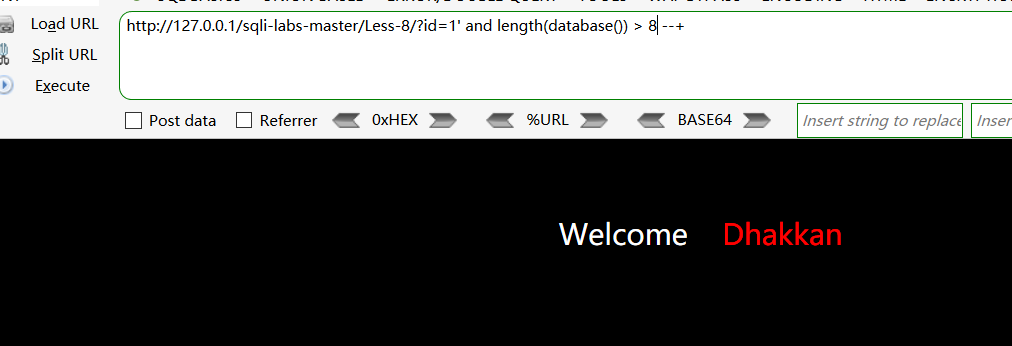 Load URL
http://127.0.0.1/sqli-labs-master/Less-8/?id=1' and length(database()) > 8 --+
Split URL
Execute
Post data Referrer 0xHEX %URL BASE64 Insert string to replace Inser
Welcome Dhakkan